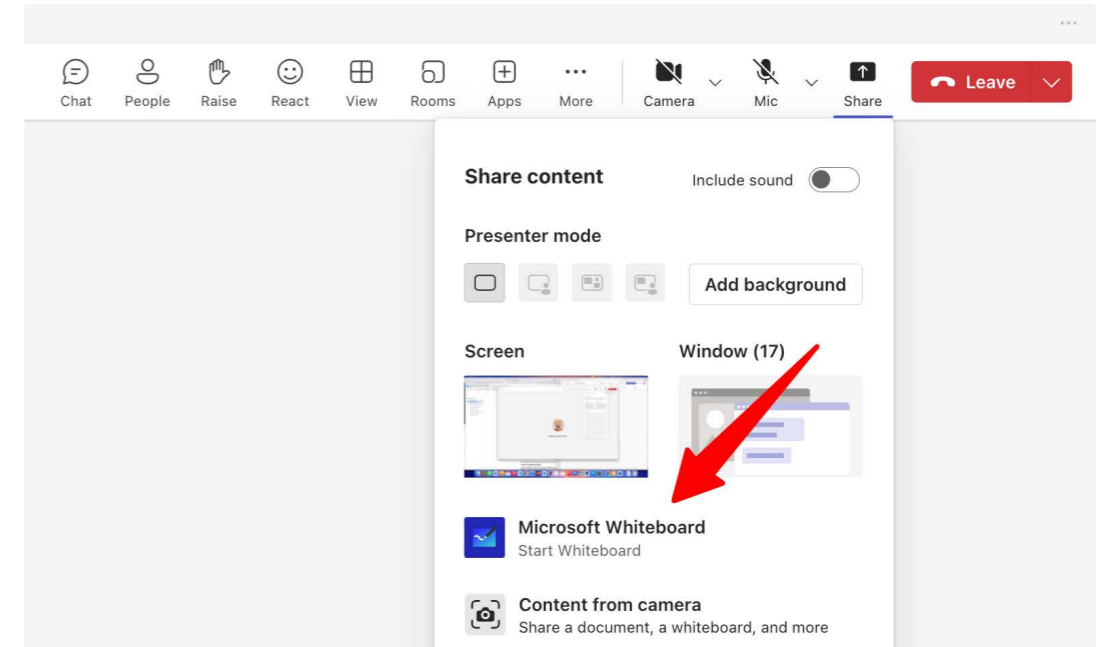 Chat People Raise React View Rooms Apps More Camera Mic Share Leave
Share content Include sound
Presenter mode
Add background
Screen Window (17)
Microsoft Whiteboard
Start Whiteboard
Content from camera
Share a document, a whiteboard, and more